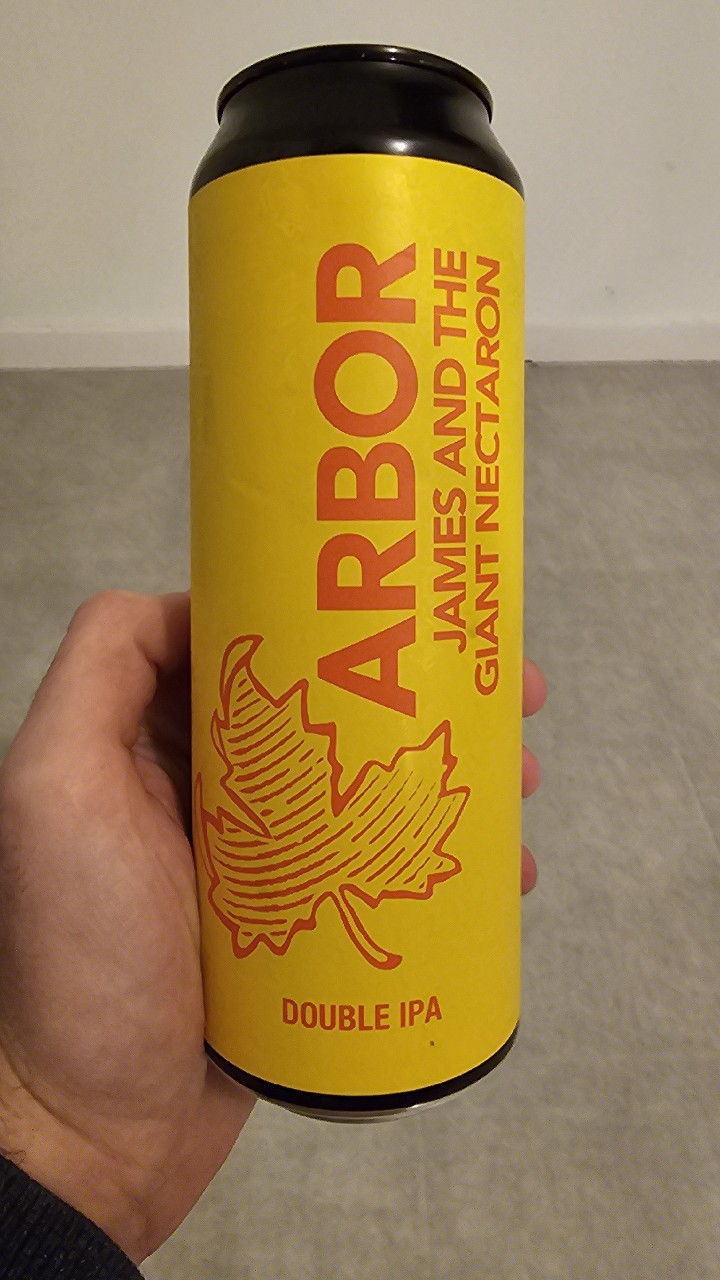 ARBOR
JAMES AND THE
GIANT NECTARON
DOUBLE IPA